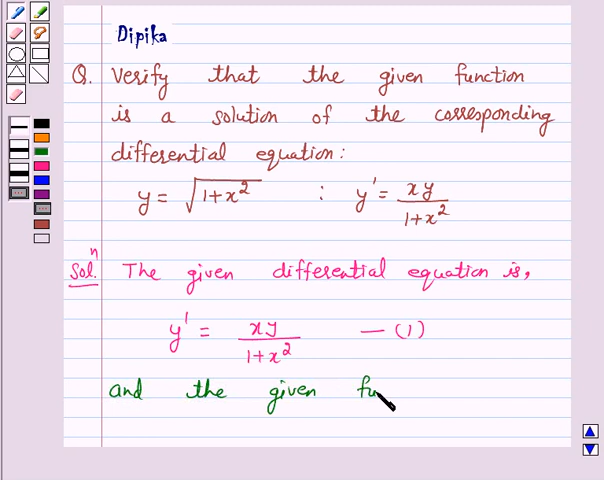 Dipika
Q. Verify that the given function
is a solution of the corresponding
differential equation:
y = √(1+x²) : y' = xy/(1+x²)
Solⁿ. The given differential equation is,
y' = xy/(1+x²) — (1)
and the given fu